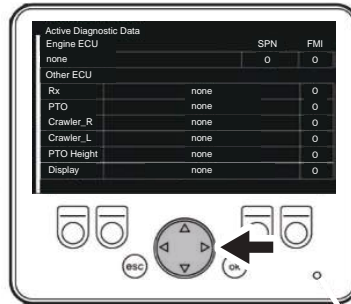 Active Diagnostic Data
Engine ECU SPN FMI
none 0 0
Other ECU
Rx none 0
PTO none 0
Crawler_R none 0
Crawler_L none 0
PTO Height none 0
Display none 0
esc ok